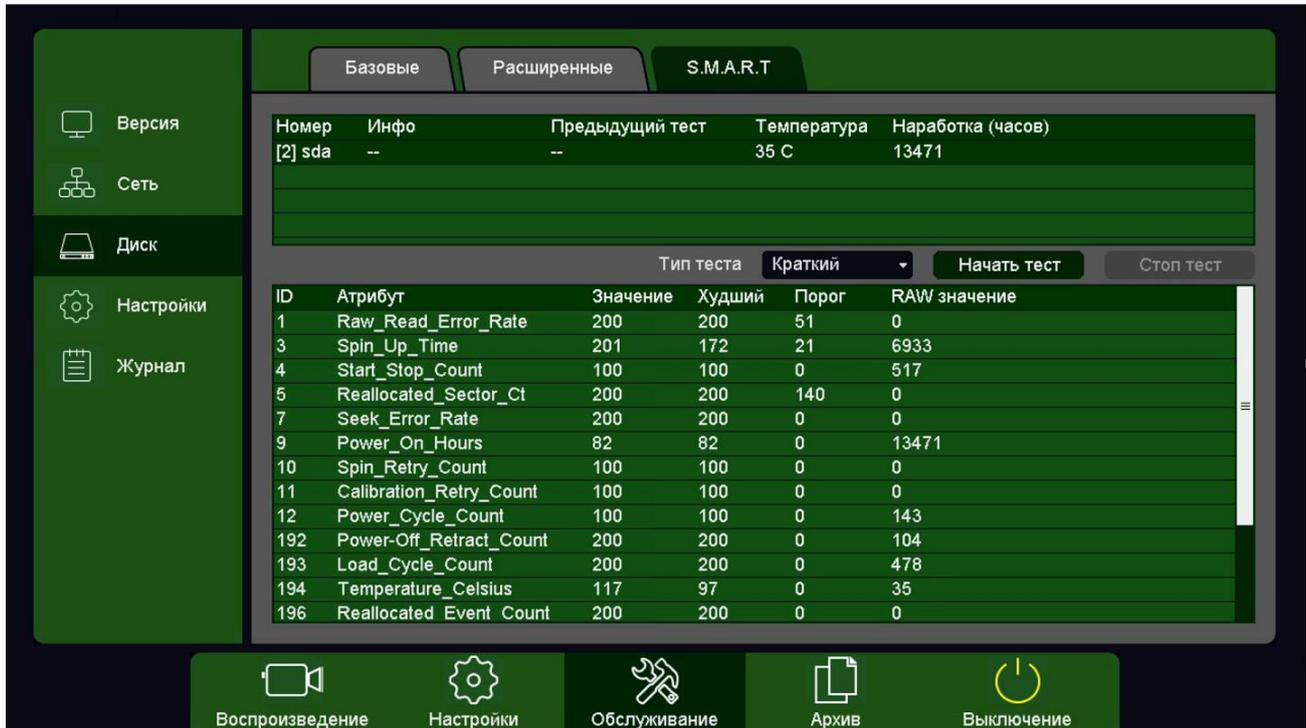 Базовые Расширенные S.M.A.R.T
Версия
Сеть
Диск
Настройки
Журнал
Номер Инфо Предыдущий тест Температура Наработка (часов)
[2] sda -- -- 35 C 13471
Тип теста Краткий Начать тест Стоп тест
ID Атрибут Значение Худший Порог RAW значение
1 Raw_Read_Error_Rate 200 200 51 0
3 Spin_Up_Time 201 172 21 6933
4 Start_Stop_Count 100 100 0 517
5 Reallocated_Sector_Ct 200 200 140 0
7 Seek_Error_Rate 200 200 0 0
9 Power_On_Hours 82 82 0 13471
10 Spin_Retry_Count 100 100 0 0
11 Calibration_Retry_Count 100 100 0 0
12 Power_Cycle_Count 100 100 0 143
192 Power-Off_Retract_Count 200 200 0 104
193 Load_Cycle_Count 200 200 0 478
194 Temperature_Celsius 117 97 0 35
196 Reallocated_Event_Count 200 200 0 0
Воспроизведение Настройки Обслуживание Архив Выключение